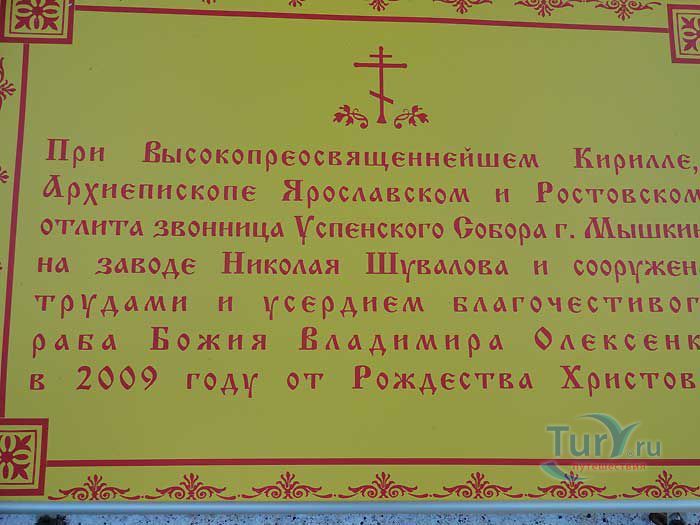 При Высокопреосвященнейшем Кирилле,
Архиепископе Ярославском и Ростовском
отлита звонница Успенского Собора г. Мышкин
на заводе Николая Шувалова и сооружен
трудами и усердием благочестивог
раба Божия Владимира Олексенк
в 2009 году от Рождества Христов
Tury.ru
путешествия